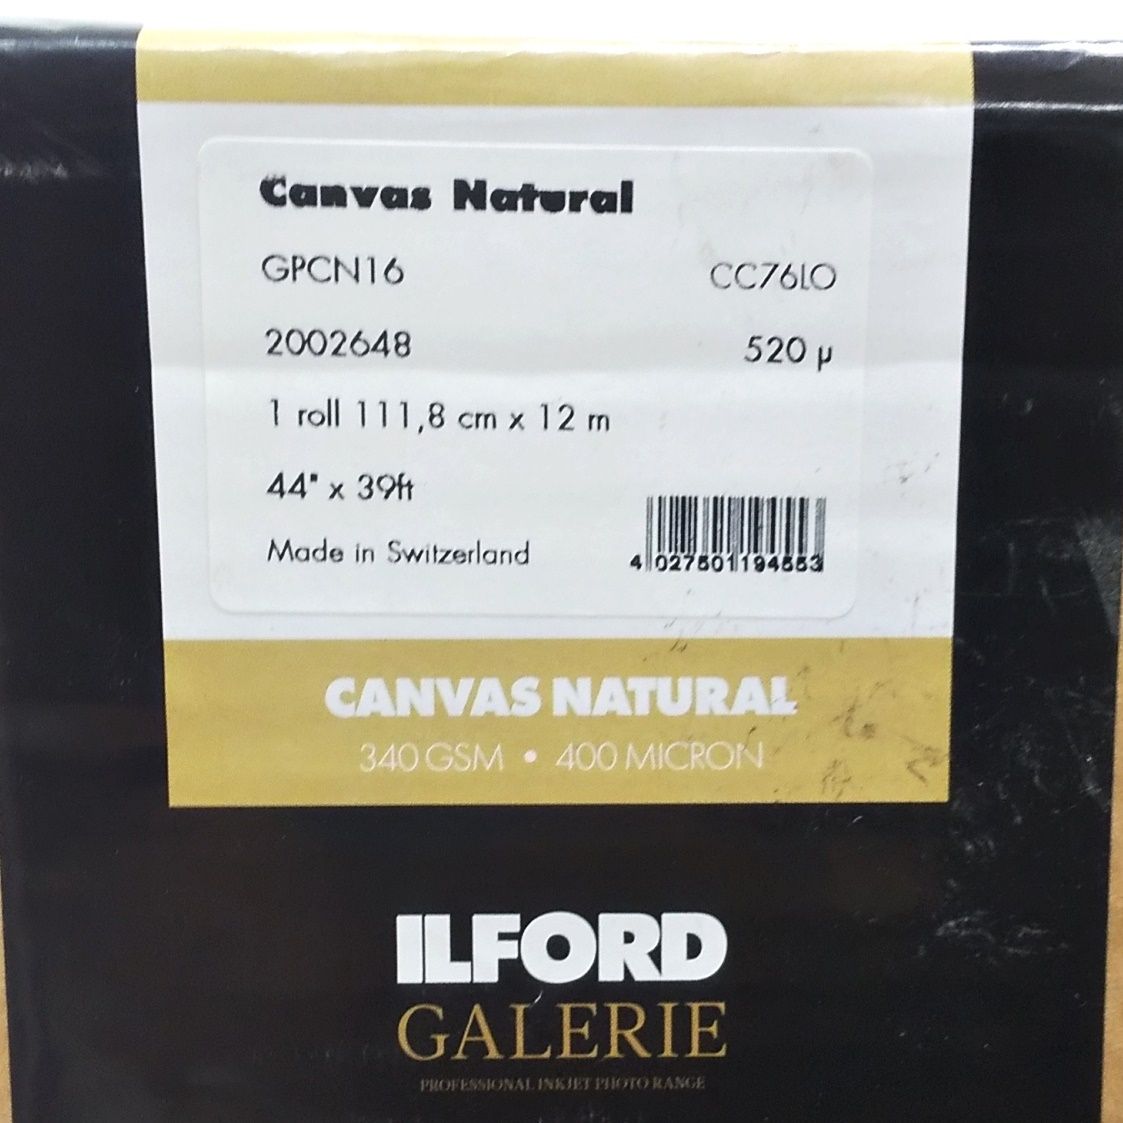 Canvas Natural
GPCN16 CC76LO
2002648 520 µ
1 roll 111,8 cm x 12 m
44" x 39ft
Made in Switzerland
4 027501 194553
CANVAS NATURAL
340 GSM • 400 MICRON
ILFORD
GALERIE
PROFESSIONAL INKJET PHOTO RANGE